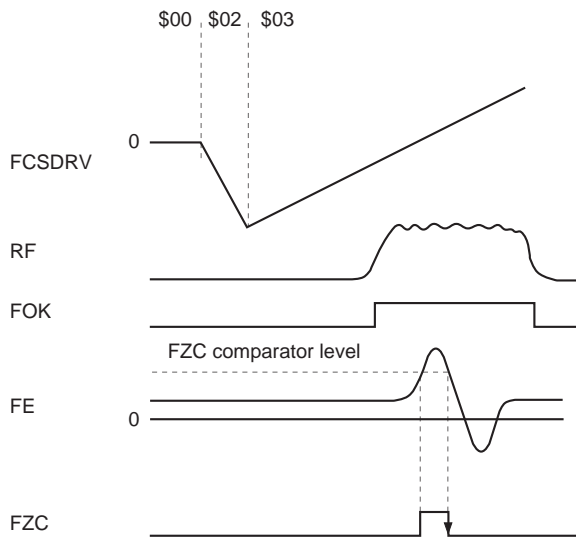 $00 $02 $03
0
FCSDRV
RF
FOK
FZC comparator level
FE
0
FZC